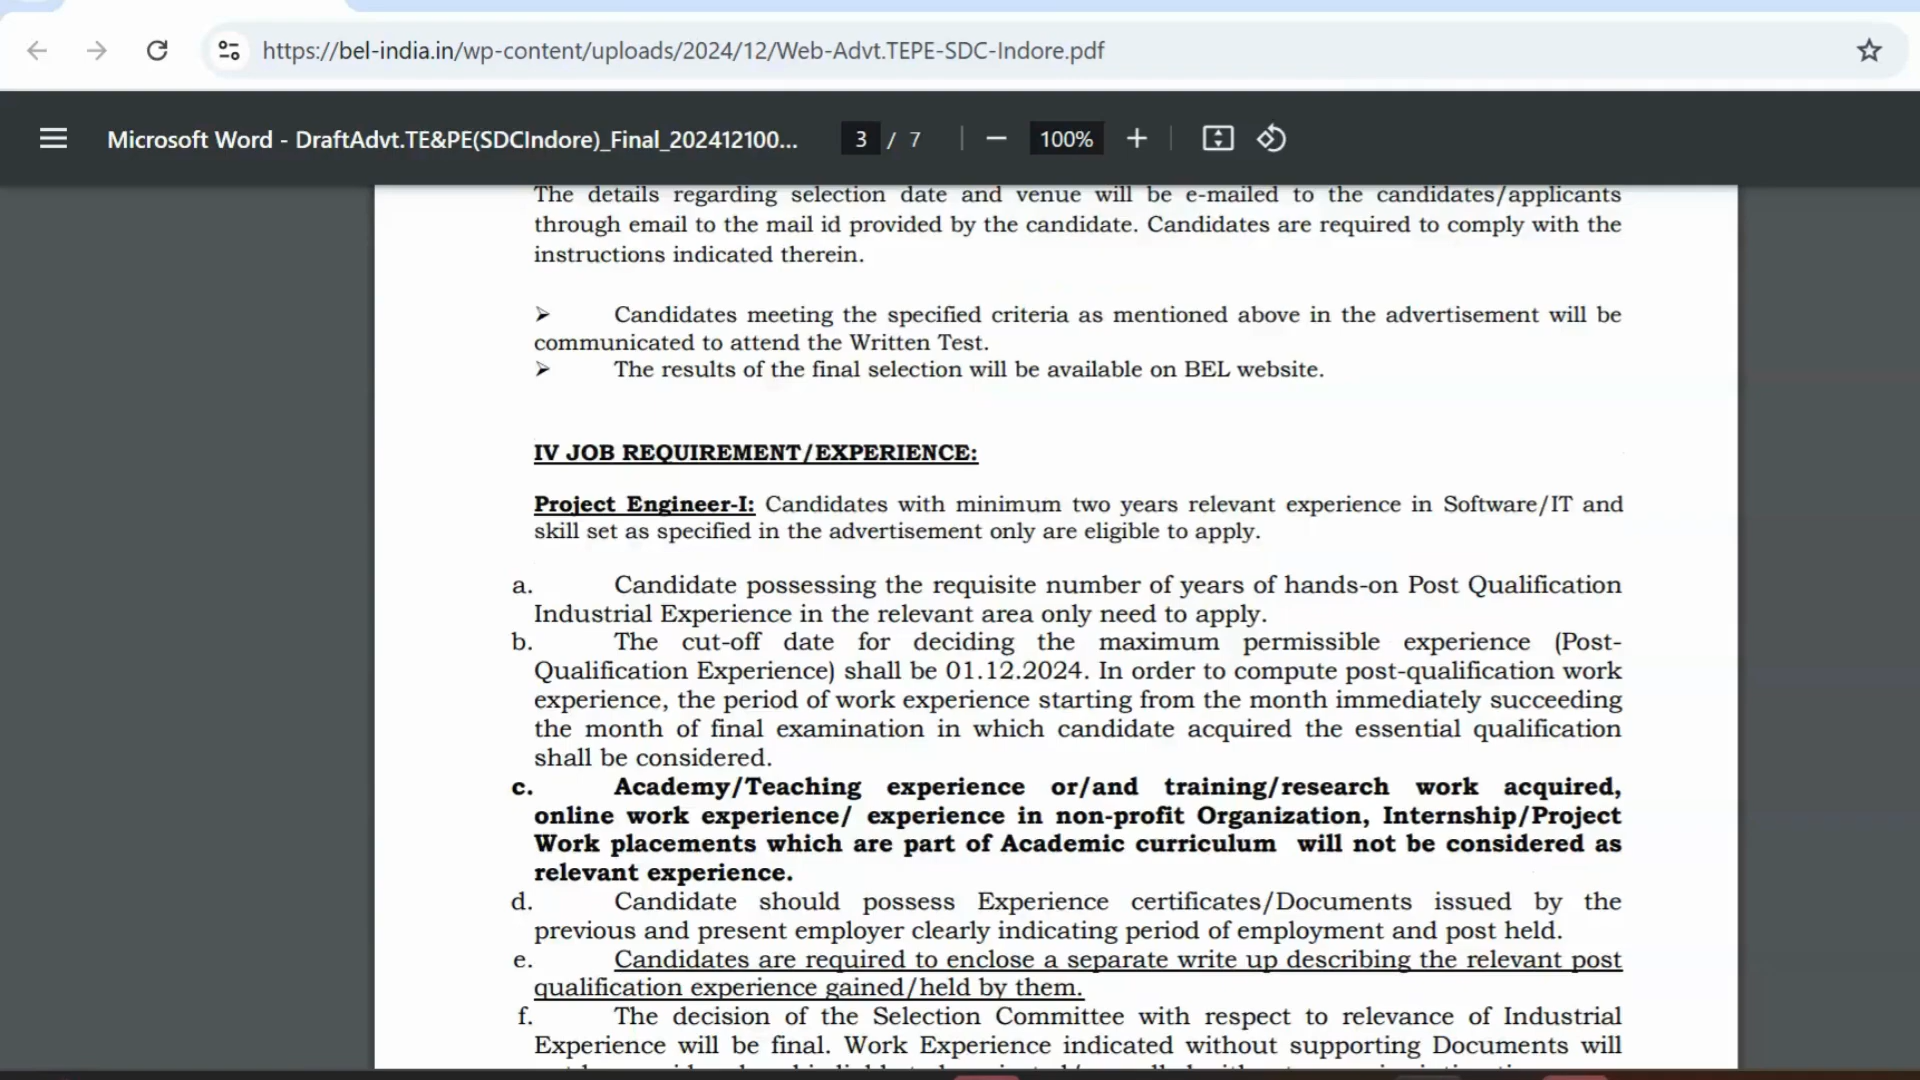 https://bel-india.in/wp-content/uploads/2024/12/Web-Advt.TEPE-SDC-Indore.pdf
Microsoft Word - DraftAdvt.TE&PE(SDCIndore)_Final_202412100... 3 / 7 100%
The details regarding selection date and venue will be e-mailed to the candidates/applicants
through email to the mail id provided by the candidate. Candidates are required to comply with the
instructions indicated therein.
➢ Candidates meeting the specified criteria as mentioned above in the advertisement will be
communicated to attend the Written Test.
➢ The results of the final selection will be available on BEL website.
IV JOB REQUIREMENT/EXPERIENCE:
Project Engineer-I: Candidates with minimum two years relevant experience in Software/IT and
skill set as specified in the advertisement only are eligible to apply.
a. Candidate possessing the requisite number of years of hands-on Post Qualification
Industrial Experience in the relevant area only need to apply.
b. The cut-off date for deciding the maximum permissible experience (Post-
Qualification Experience) shall be 01.12.2024. In order to compute post-qualification work
experience, the period of work experience starting from the month immediately succeeding
the month of final examination in which candidate acquired the essential qualification
shall be considered.
c. Academy/Teaching experience or/and training/research work acquired,
online work experience/ experience in non-profit Organization, Internship/Project
Work placements which are part of Academic curriculum will not be considered as
relevant experience.
d. Candidate should possess Experience certificates/Documents issued by the
previous and present employer clearly indicating period of employment and post held.
e. Candidates are required to enclose a separate write up describing the relevant post
qualification experience gained/held by them.
f. The decision of the Selection Committee with respect to relevance of Industrial
Experience will be final. Work Experience indicated without supporting Documents will